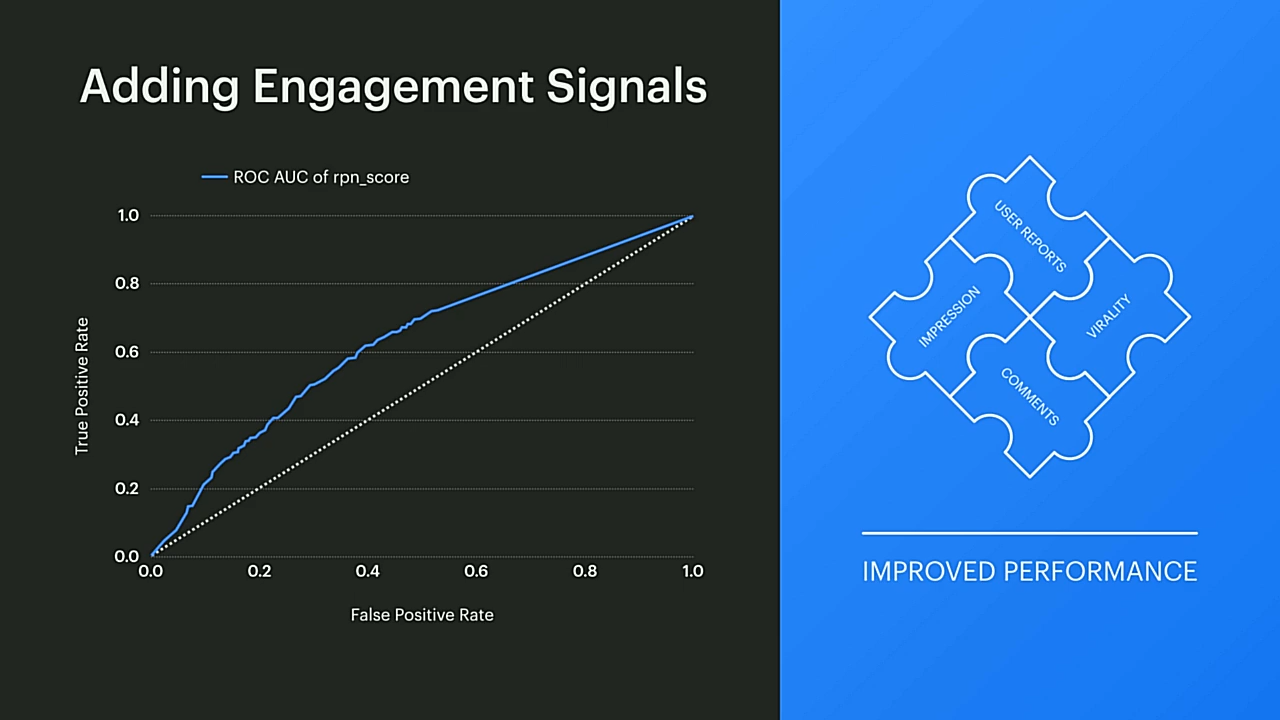 Adding Engagement Signals
ROC AUC of rpn_score
1.0
0.8
0.6
0.4
0.2
0.0
True Positive Rate
0.0 0.2 0.4 0.6 0.8 1.0
False Positive Rate
USER REPORTS
IMPRESSION
VIRALITY
COMMENTS
IMPROVED PERFORMANCE